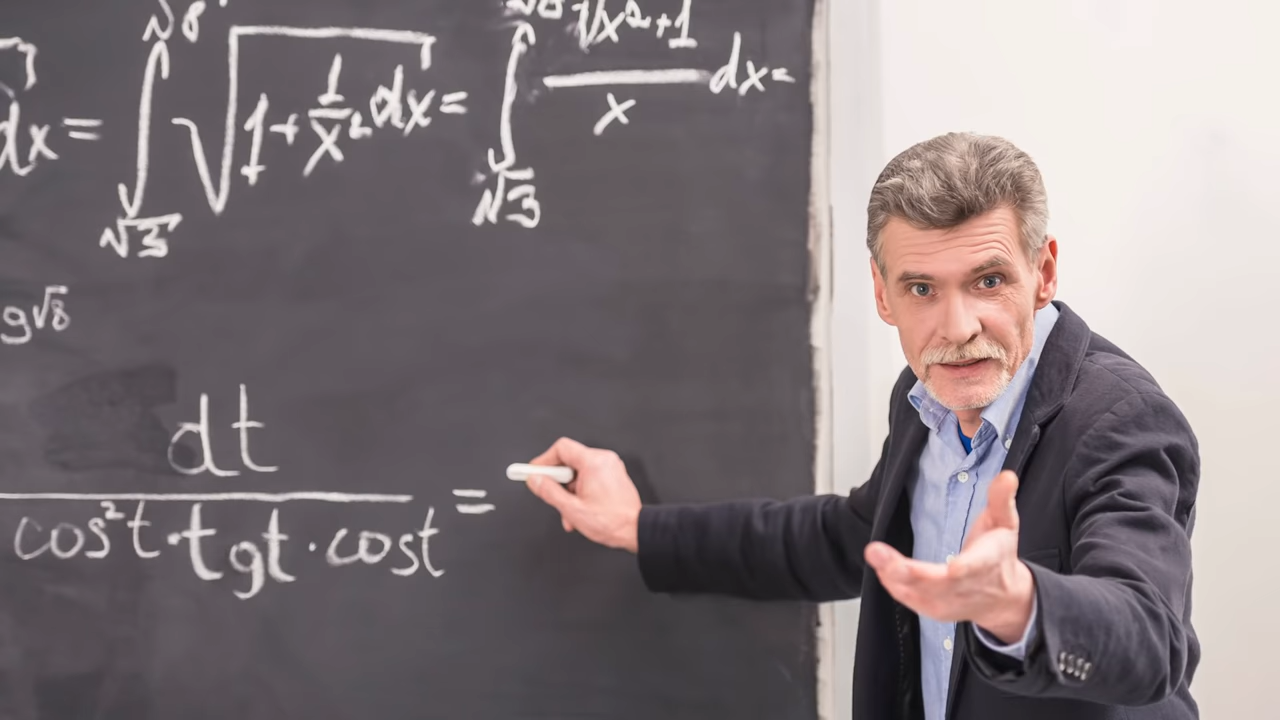 dx = ∫_{√3}^{√8} √(1 + 1/x²) dx = ∫_{√3}^{√8} √(x²+1)/x dx =
g√8
dt
cos²t · tgt · cost =